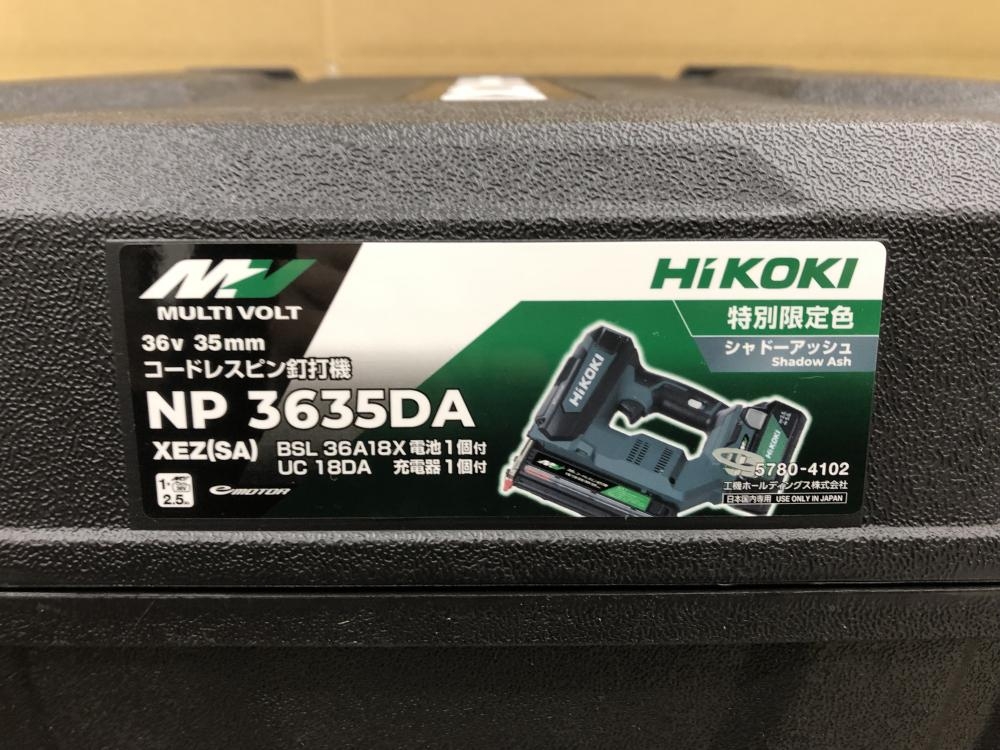 MV
MULTI VOLT
HiKOKI
特別限定色
シャドーアッシュ
Shadow Ash
36v 35mm
コードレスピン釘打機
NP 3635DA
XEZ(SA) BSL 36A18X 電池1個付
UC 18DA 充電器1個付
2.5
eMOTOR
HiKOKI
HiKOKI
5780-4102
工機ホールディングス株式会社
日本国内専用 USE ONLY IN JAPAN